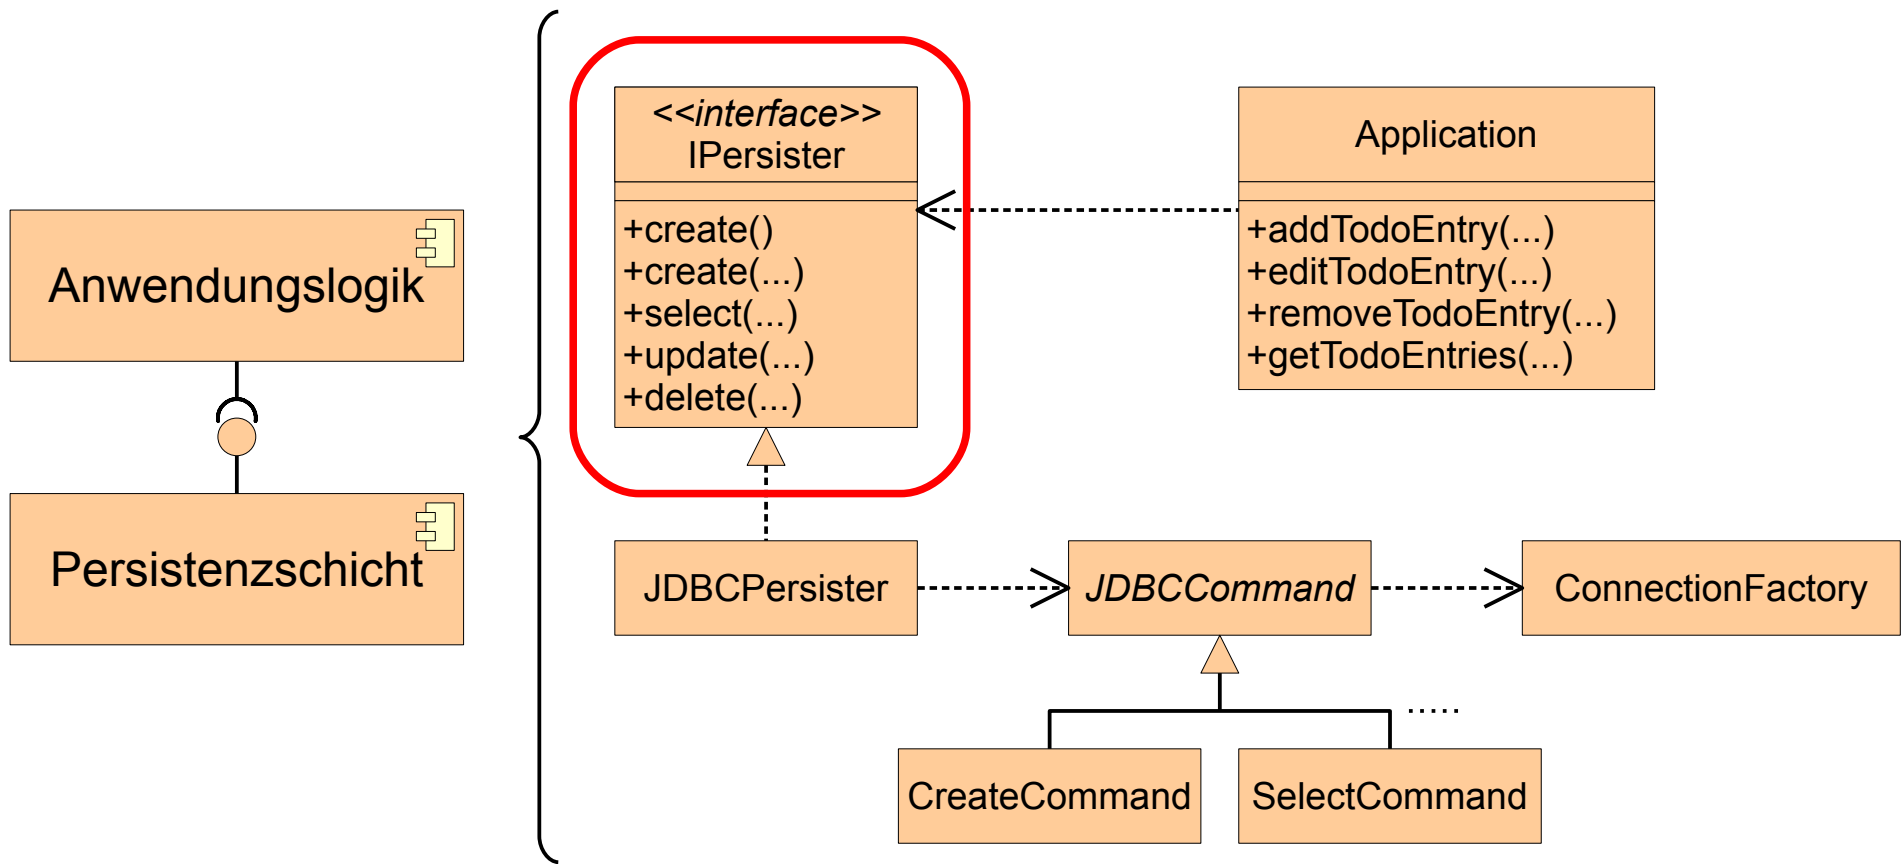 Anwendungslogik
Persistenzschicht
<<interface>>
IPersister
+create()
+create(...)
+select(...)
+update(...)
+delete(...)
Application
+addTodoEntry(...)
+editTodoEntry(...)
+removeTodoEntry(...)
+getTodoEntries(...)
JDBCPersister
JDBCCommand
ConnectionFactory
.....
CreateCommand
SelectCommand